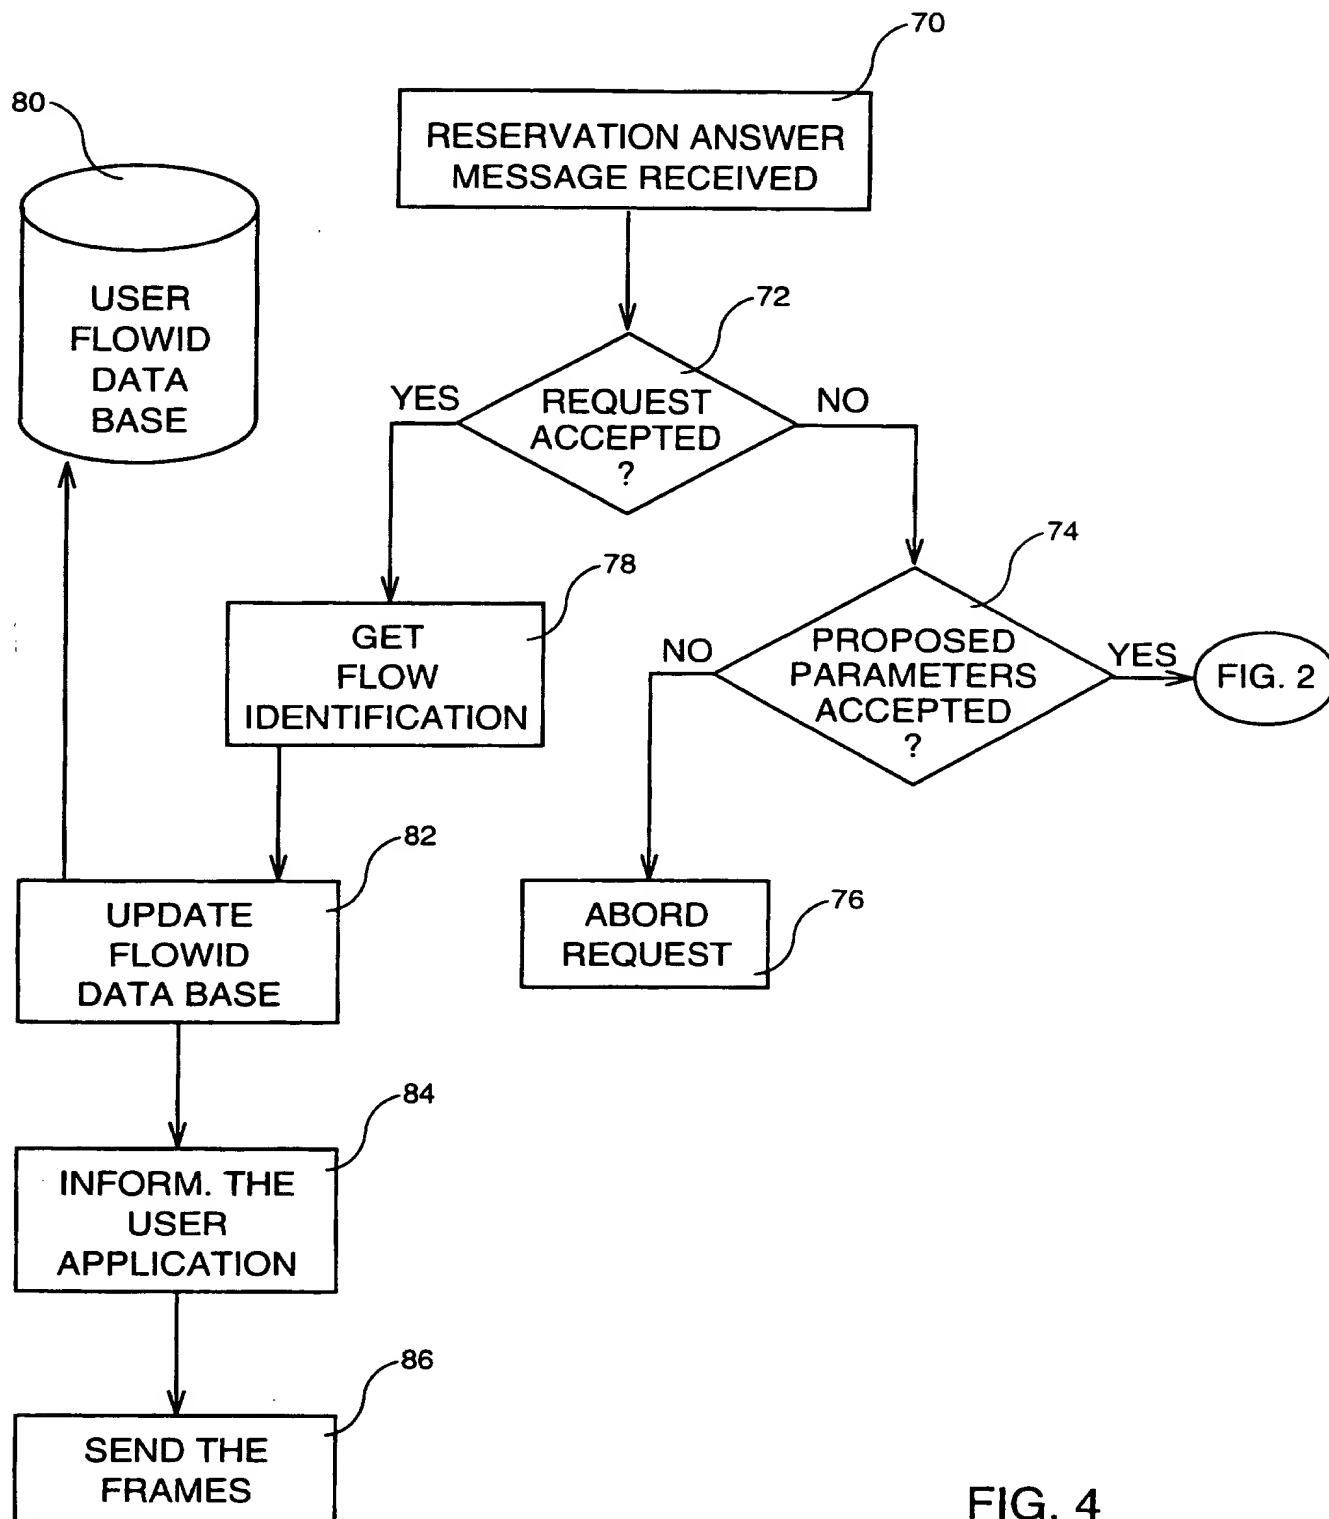 70
80
RESERVATION ANSWER
MESSAGE RECEIVED
USER
FLOWID
DATA
BASE
72
YES
REQUEST
ACCEPTED
?
NO
74
78
GET
FLOW
IDENTIFICATION
NO
PROPOSED
PARAMETERS
ACCEPTED
?
YES
FIG. 2
82
UPDATE
FLOWID
DATA BASE
76
ABORD
REQUEST
84
INFORM. THE
USER
APPLICATION
86
SEND THE
FRAMES
FIG. 4